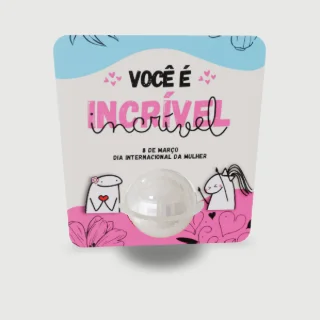 VOCÊ É
INCRÍVEL
incrível
8 DE MARÇO
DIA INTERNACIONAL DA MULHER